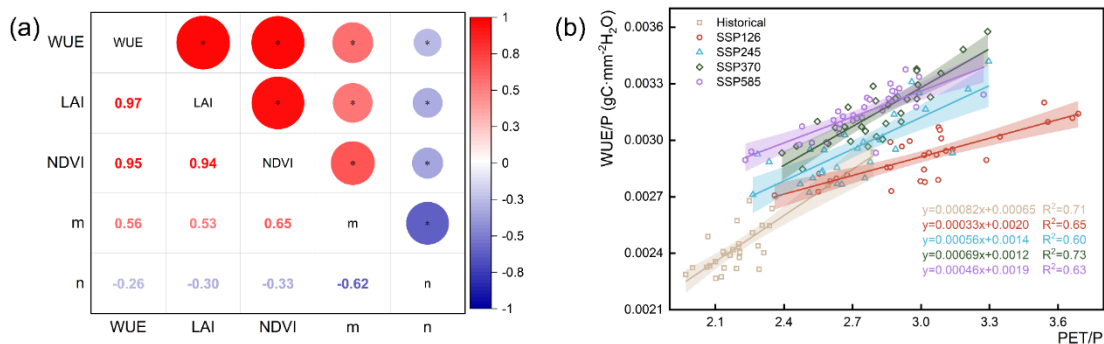 (a)
WUE
LAI
NDVI
m
n
WUE
*
*
*
*
0.97
LAI
*
*
*
0.95
0.94
NDVI
*
*
0.56
0.53
0.65
m
*
-0.26
-0.30
-0.33
-0.62
n
WUE
LAI
NDVI
m
n
1
0.8
0.5
0.3
0
-0.3
-0.5
-0.8
-1
(b)
WUE/P (gC·mm⁻²H₂O)
0.0036
0.0033
0.0030
0.0027
0.0024
0.0021
Historical
SSP126
SSP245
SSP370
SSP585
y=0.00082x+0.00065 R²=0.71
y=0.00033x+0.0020 R²=0.65
y=0.00056x+0.0014 R²=0.60
y=0.00069x+0.0012 R²=0.73
y=0.00046x+0.0019 R²=0.63
2.1 2.4 2.7 3.0 3.3 3.6
PET/P